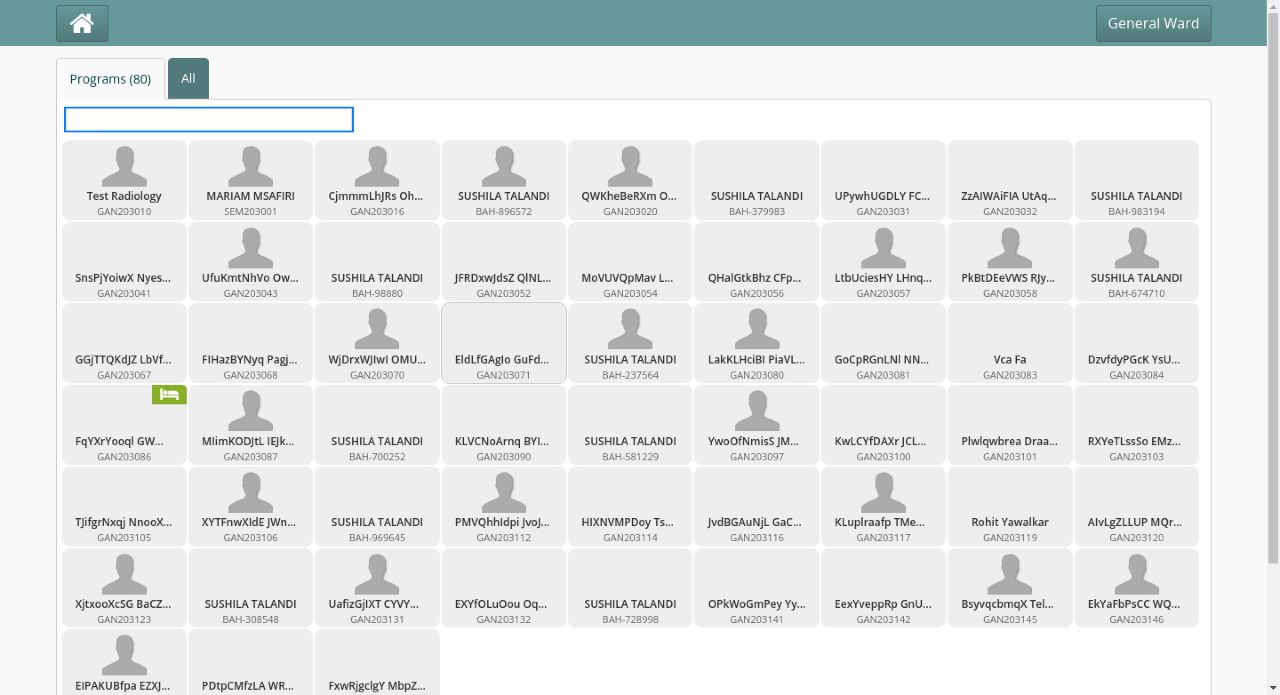 General Ward
Programs (80)
All
Test Radiology
GAN203010
MARIAM MSAFIRI
SEM203001
CjmmmLhJRs Oh...
GAN203016
SUSHILA TALANDI
BAH-896572
QWKheBeRXm O...
GAN203020
SUSHILA TALANDI
BAH-379983
UPywhUGDLY FC...
GAN203031
ZzAIWAiFIA UtAq...
GAN203032
SUSHILA TALANDI
BAH-983194
SnsPjYoiwX Nyes...
GAN203041
UfuKmtNhVo Ow...
GAN203043
SUSHILA TALANDI
BAH-98880
JFRDxwJdsZ QlNL...
GAN203052
MoVUVQpMav L...
GAN203054
QHalGtkBhz CFp...
GAN203056
LtbUciesHY LHnq...
GAN203057
PkBtDEeVWS RJy...
GAN203058
SUSHILA TALANDI
BAH-674710
GGjTTQKdJZ LbVf...
GAN203067
FIHazBYNyq Pagj...
GAN203068
WjDrxWJIwI OMU...
GAN203070
EldLfGAgIo GuFd...
GAN203071
SUSHILA TALANDI
BAH-237564
LakKLHciBI PiaVL...
GAN203080
GoCpRGnLNl NN...
GAN203081
Vca Fa
GAN203083
DzvfdyPGcK YsU...
GAN203084
FqYXrYooql GW...
GAN203086
MIimKODJtL IEJk...
GAN203087
SUSHILA TALANDI
BAH-700252
KLVCNoArnq BYI...
GAN203090
SUSHILA TALANDI
BAH-581229
YwoOfNmisS JM...
GAN203097
KwLCYfDAXr JCL...
GAN203100
Plwlqwbrea Draa...
GAN203101
RXYeTLssSo EMz...
GAN203103
TJifgrNxqj NnooX...
GAN203105
XYTFnwXIdE JWn...
GAN203106
SUSHILA TALANDI
BAH-969645
PMVQhhIdpi JvoJ...
GAN203112
HIXNVMPDoy Ts...
GAN203114
JvdBGAuNjL GaC...
GAN203116
KLuplraafp TMe...
GAN203117
Rohit Yawalkar
GAN203119
AIvLgZLLUP MQr...
GAN203120
XjtxooXcSG BaCZ...
GAN203123
SUSHILA TALANDI
BAH-308548
UafizGjIXT CYVY...
GAN203131
EXYfOLuOou Oq...
GAN203132
SUSHILA TALANDI
BAH-728998
OPkWoGmPey Yy...
GAN203141
EexYveppRp GnU...
GAN203142
BsyvqcbmqX Tel...
GAN203145
EkYaFbPsCC WQ...
GAN203146
EIPAKUBfpa EZXJ...
PDtpCMfzLA WR...
FxwRjgclgY MbpZ...